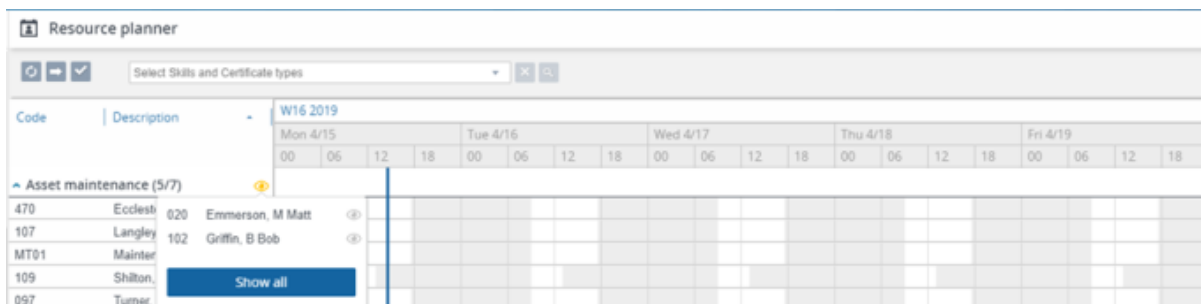 Resource planner
Select Skills and Certificate types
Code Description W16 2019
Mon 4/15 Tue 4/16 Wed 4/17 Thu 4/18 Fri 4/19
00 06 12 18 00 06 12 18 00 06 12 18 00 06 12 18 00 06 12 18
Asset maintenance (5/7)
470 Ecclest
020 Emmerson, M Matt
107 Langley
102 Griffin, B Bob
MT01 Mainter
109 Shilton,
Show all
097 Turner,